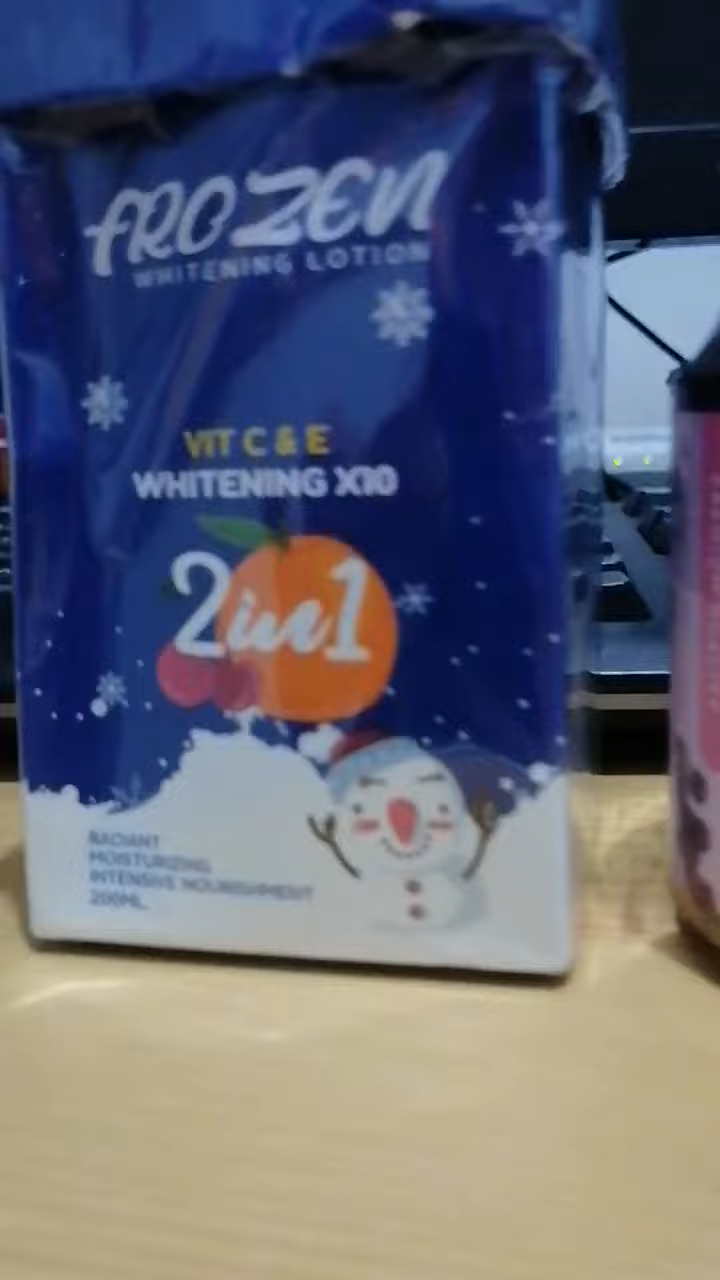 FROZEN
WHITENING LOTION
VIT C & E
WHITENING X10
2in1
RADIANT
MOISTURIZING
INTENSIVE NOURISHMENT
200ML